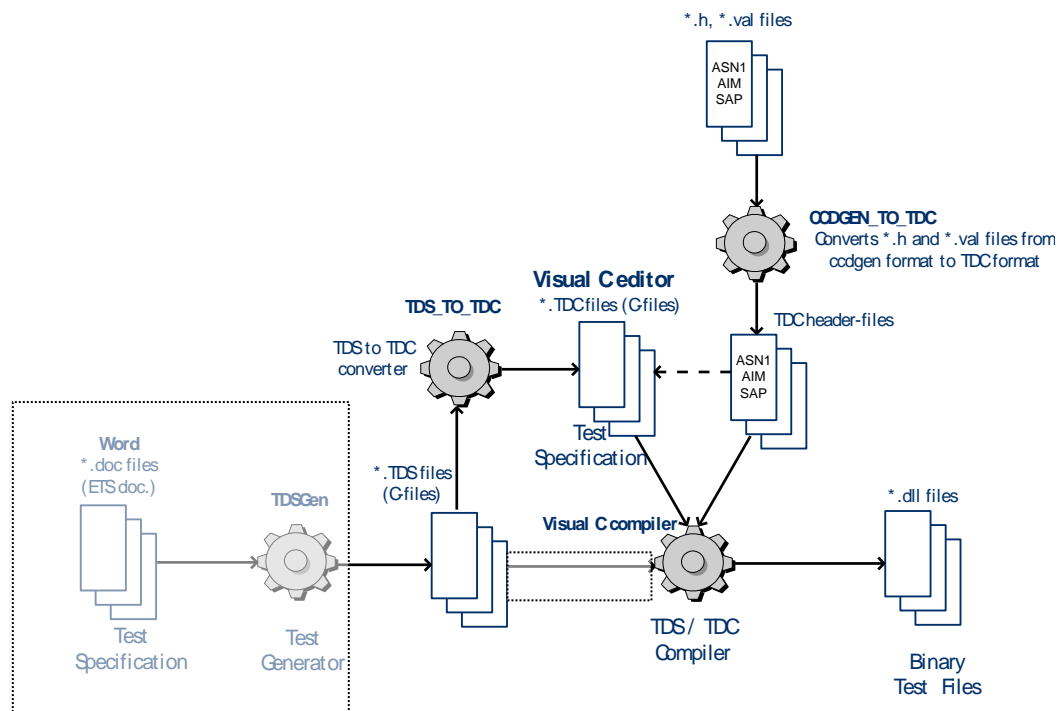 *.h, *.val files
ASN1
AIM
SAP
CCDGEN_TO_TDC
Converts *.h and *.val files from
ccdgen format to TDC format
Visual C editor
*.TDC files (C-files)
TDS_TO_TDC
TDS to TDC
converter
TDC header-files
ASN1
AIM
SAP
Test
Specification
Word
*.doc files
(ETS doc.)
TDSGen
*.TDS files
(C-files)
Visual C compiler
*.dll files
Test
Specification
Test
Generator
TDS / TDC
Compiler
Binary
Test Files